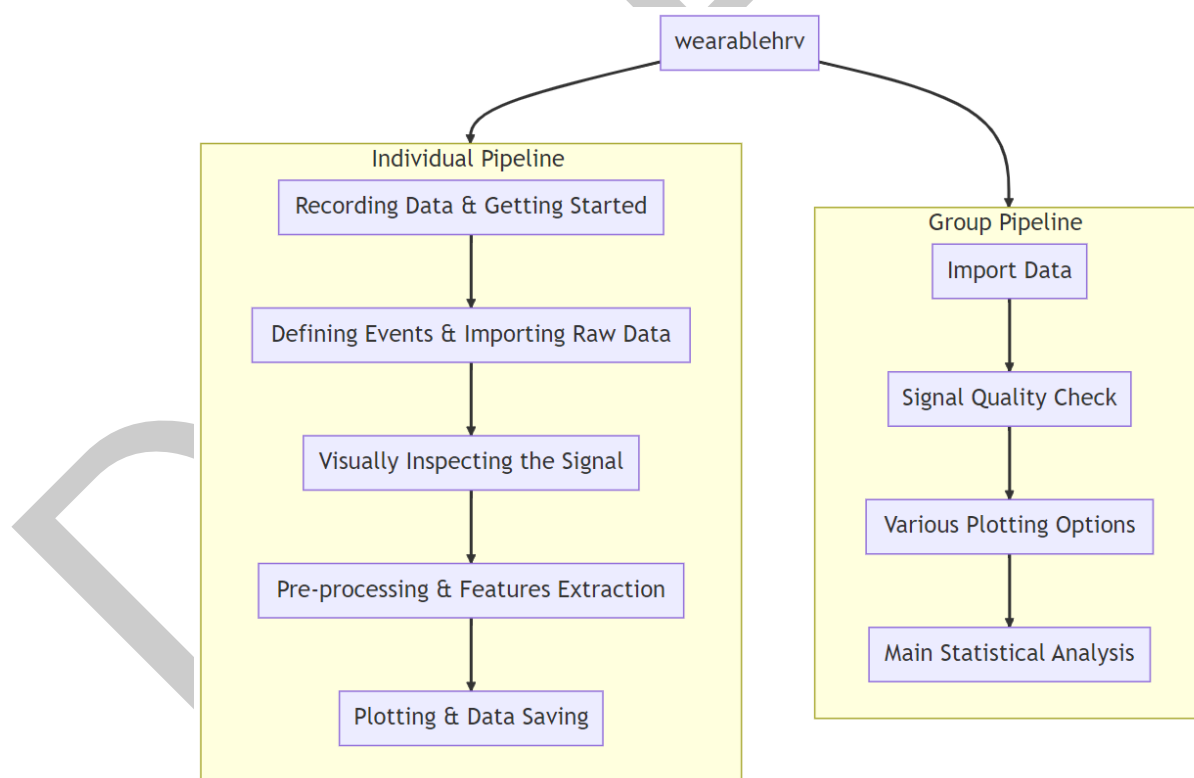 wearablehrv
Individual Pipeline
Recording Data & Getting Started
Defining Events & Importing Raw Data
Visually Inspecting the Signal
Pre-processing & Features Extraction
Plotting & Data Saving
Group Pipeline
Import Data
Signal Quality Check
Various Plotting Options
Main Statistical Analysis